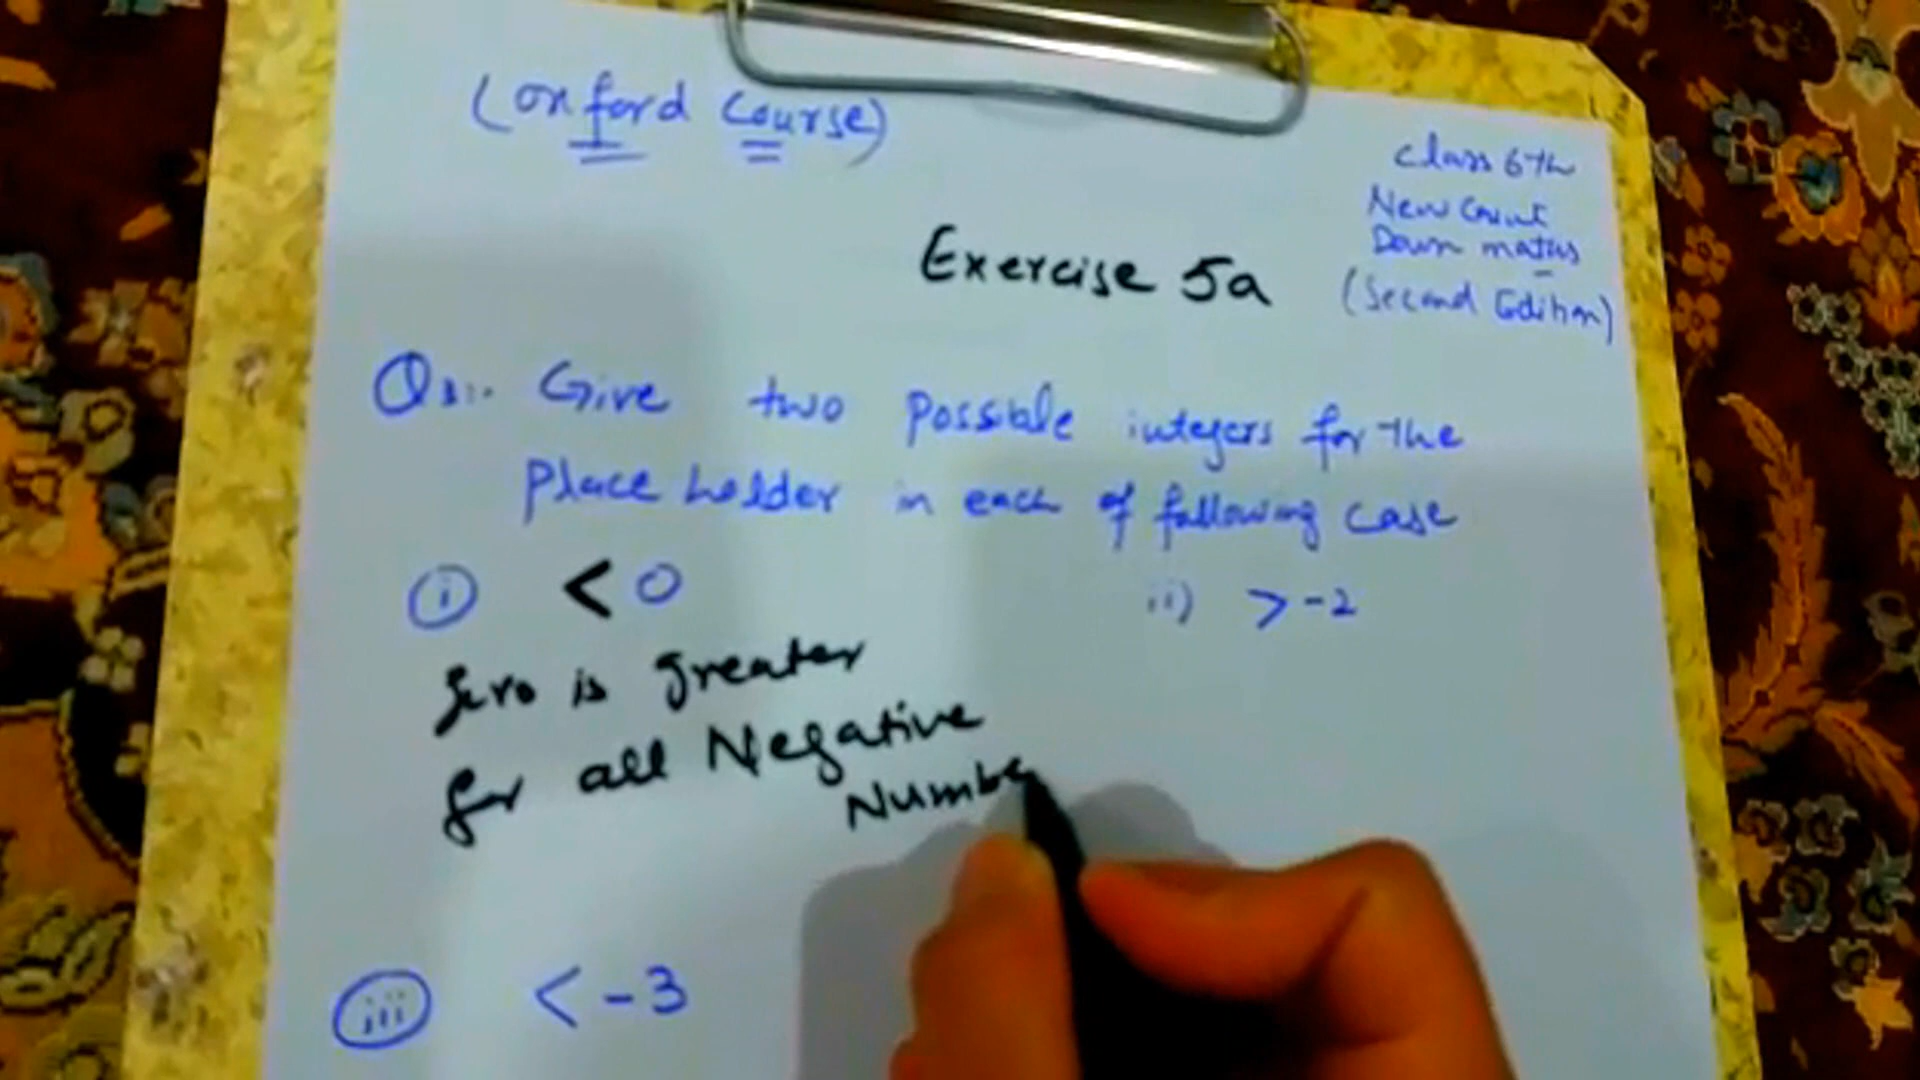 (Oxford Course)
Class 6th
New Count
Down maths
(Second Edition)
Exercise 5a
Give two Possible integers for the
Place holder in each of following case
i < 0
ii) > -2
Zero is greater
for all Negative
Numbe
iii < -3